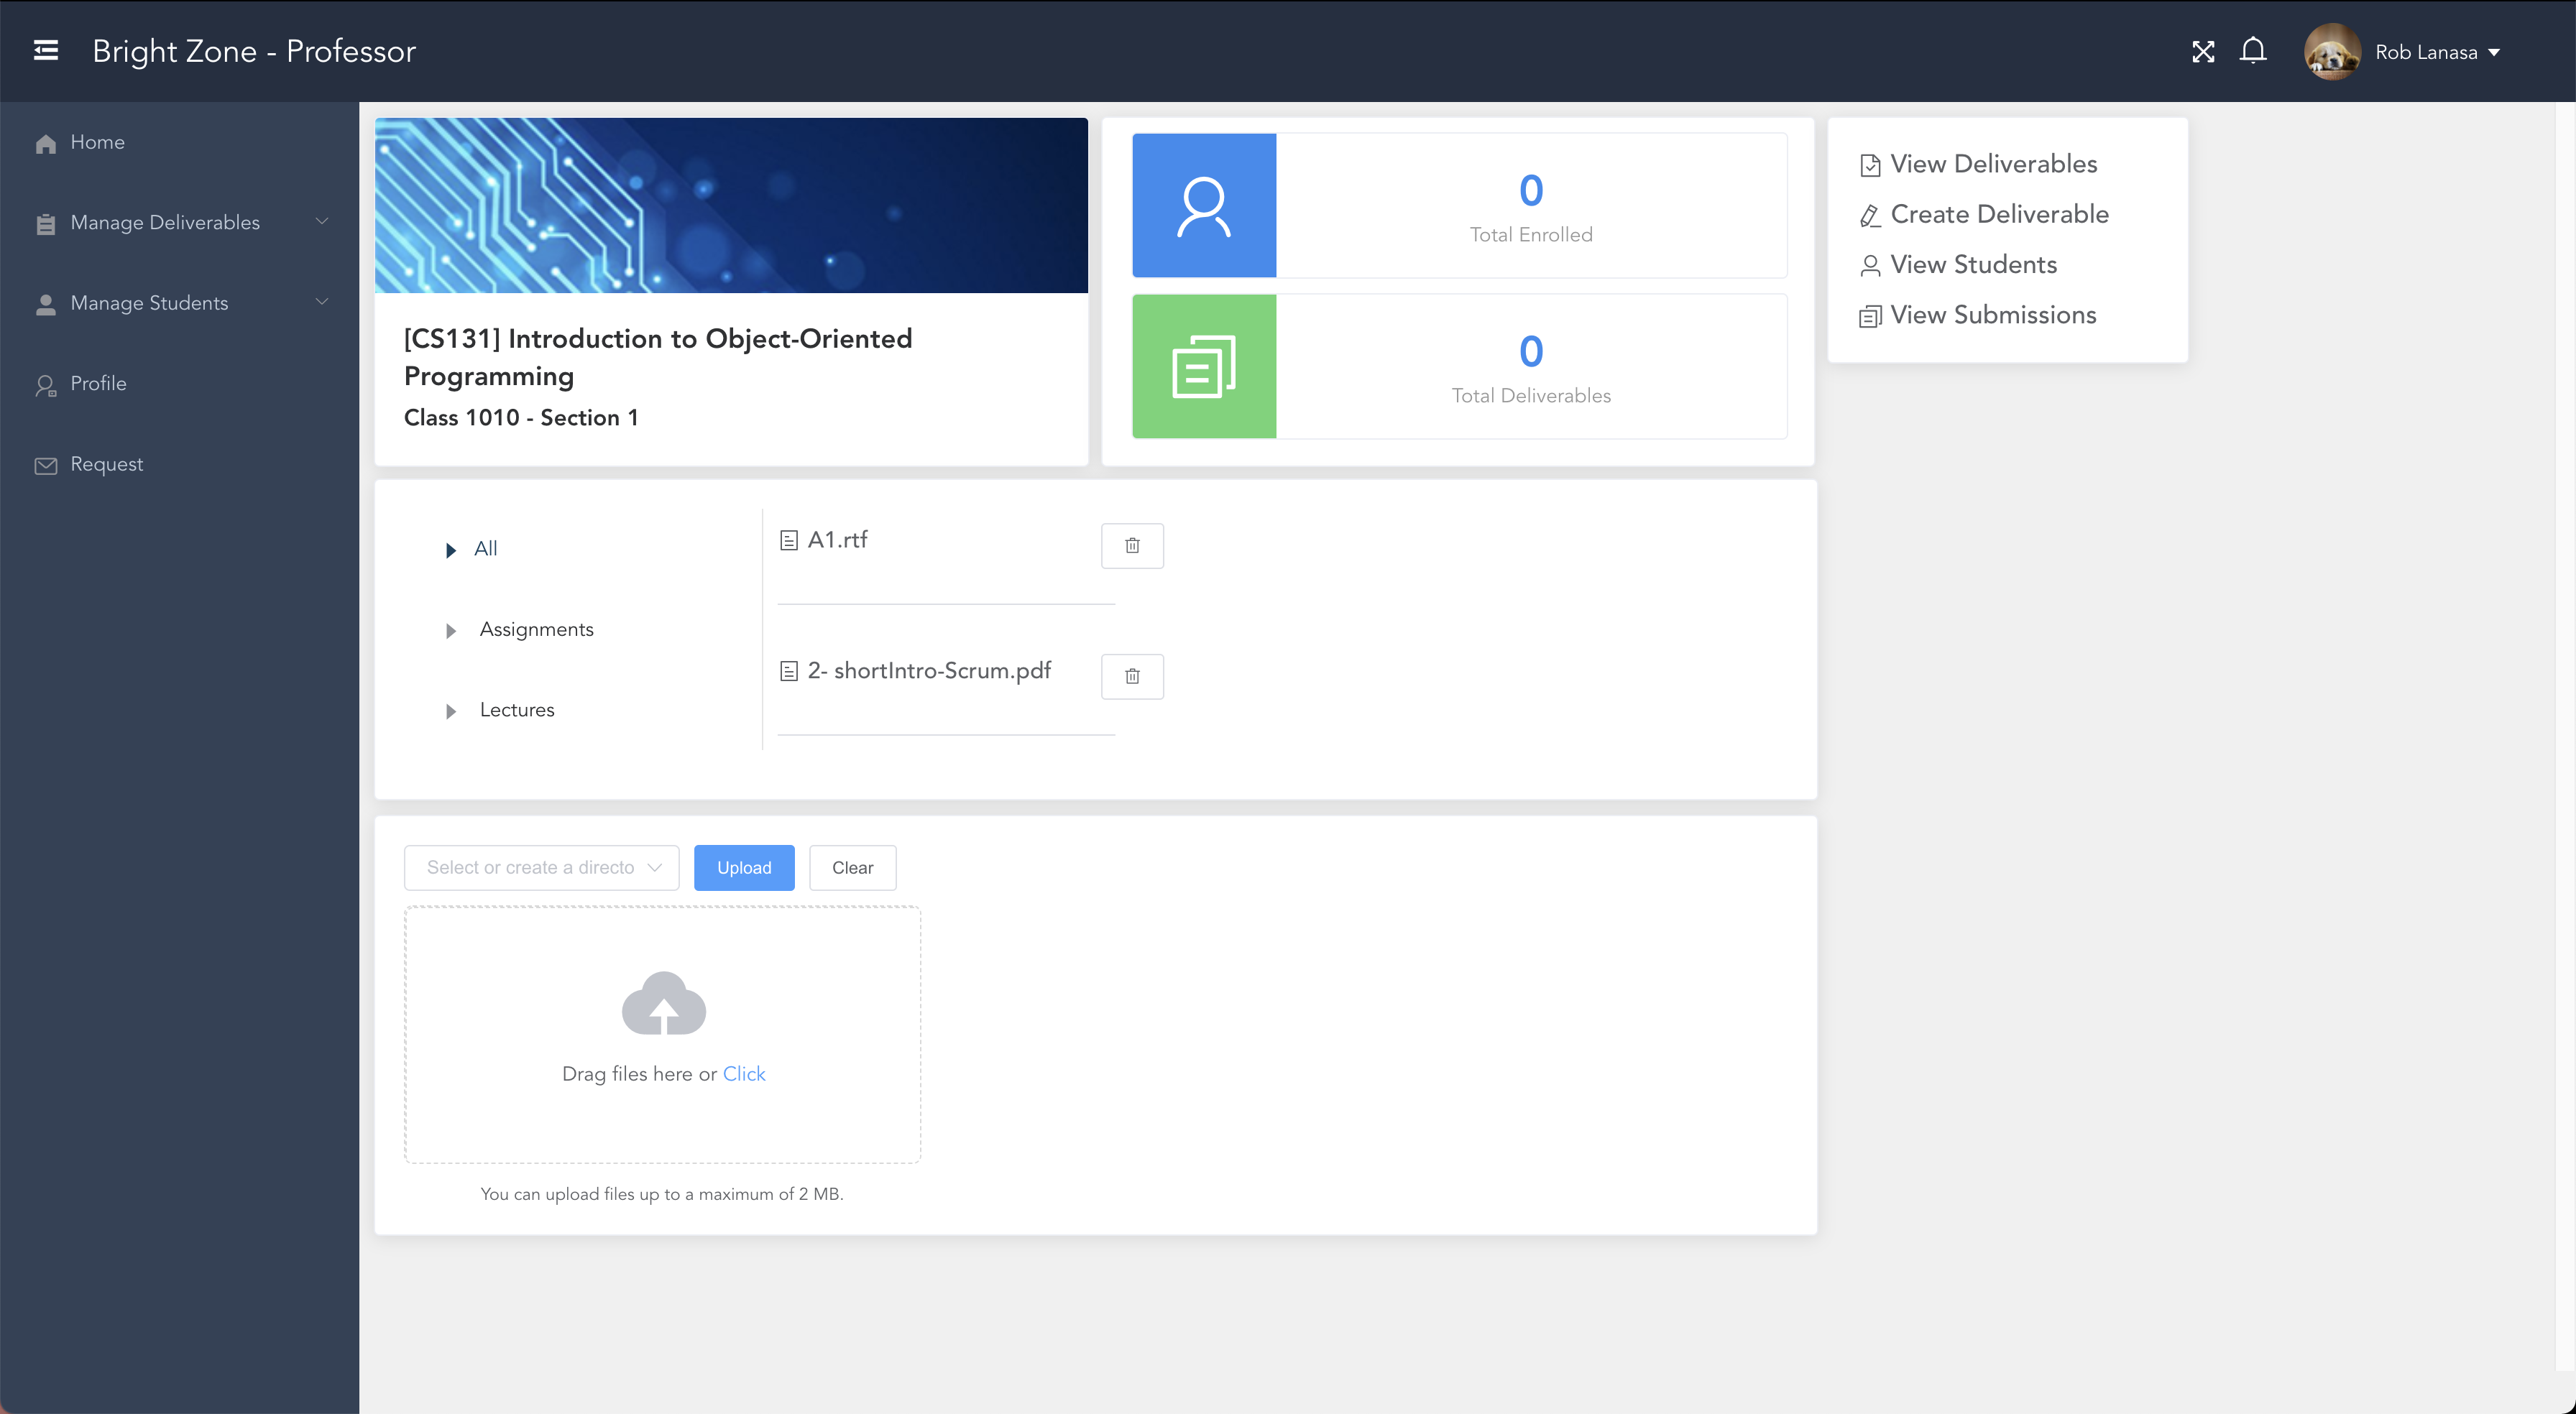 Bright Zone - Professor
Rob Lanasa
Home
Manage Deliverables
Manage Students
Profile
Request
[CS131] Introduction to Object-Oriented
Programming
Class 1010 - Section 1
0
Total Enrolled
0
Total Deliverables
View Deliverables
Create Deliverable
View Students
View Submissions
All
Assignments
Lectures
A1.rtf
2- shortIntro-Scrum.pdf
Select or create a directo
Upload
Clear
Drag files here or Click
You can upload files up to a maximum of 2 MB.